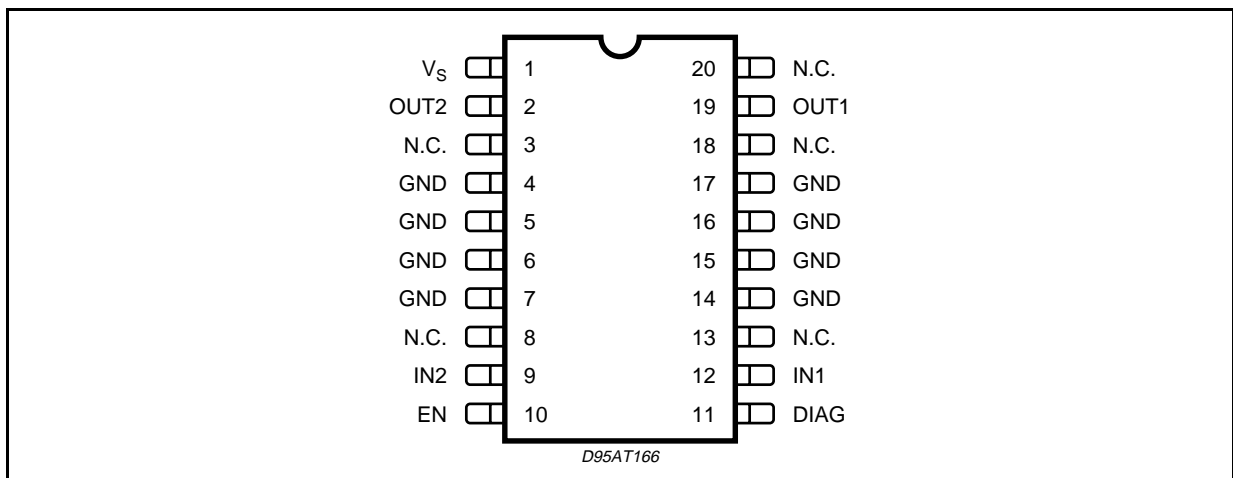 V_S 1 20 N.C.
OUT2 2 19 OUT1
N.C. 3 18 N.C.
GND 4 17 GND
GND 5 16 GND
GND 6 15 GND
GND 7 14 GND
N.C. 8 13 N.C.
IN2 9 12 IN1
EN 10 11 DIAG
D95AT166